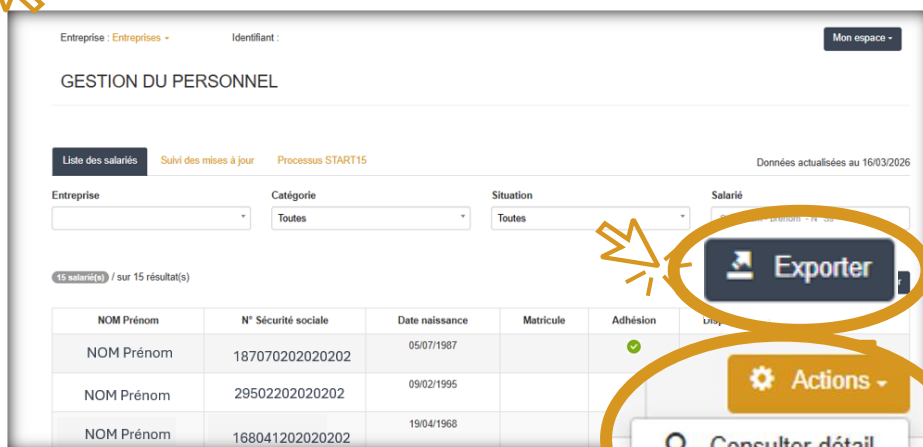 Entreprise : Entreprises
Identifiant :
Mon espace
GESTION DU PERSONNEL
Liste des salariés
Suivi des mises à jour
Processus START15
Données actualisées au 16/03/2026
Entreprise
Catégorie
Situation
Salarié
Toutes
Toutes
15 salarié(s) / sur 15 résultat(s)
Exporter
NOM Prénom
N° Sécurité sociale
Date naissance
Matricule
Adhésion
NOM Prénom
187070202020202
05/07/1987
Actions
NOM Prénom
29502202020202
09/02/1995
Consulter détail
NOM Prénom
168041202020202
19/04/1968